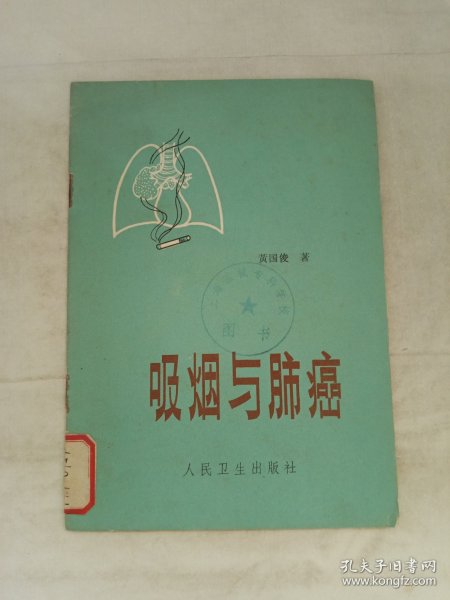 黄国俊 著
图书
吸烟与肺癌
人民卫生出版社
孔夫子旧书网
www.kongfz.com